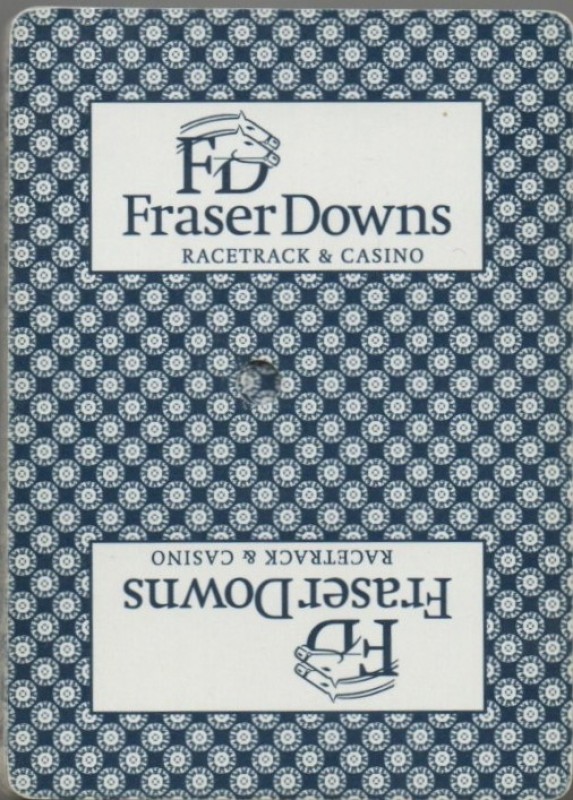 FD
Fraser Downs
RACETRACK & CASINO
RACETRACK & CASINO
Fraser Downs
FD